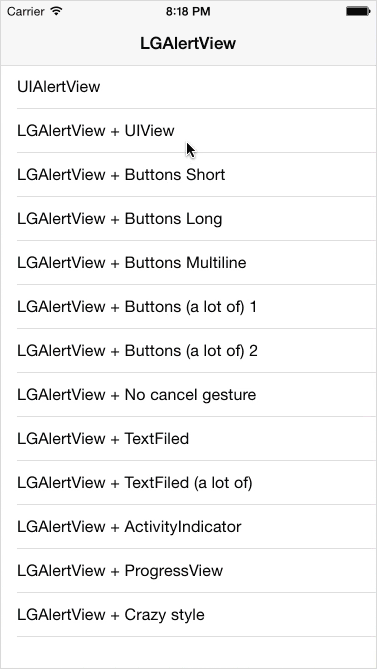 Carrier 8:18 PM
LGAlertView
UIAlertView
LGAlertView + UIView
LGAlertView + Buttons Short
LGAlertView + Buttons Long
LGAlertView + Buttons Multiline
LGAlertView + Buttons (a lot of) 1
LGAlertView + Buttons (a lot of) 2
LGAlertView + No cancel gesture
LGAlertView + TextFiled
LGAlertView + TextFiled (a lot of)
LGAlertView + ActivityIndicator
LGAlertView + ProgressView
LGAlertView + Crazy style